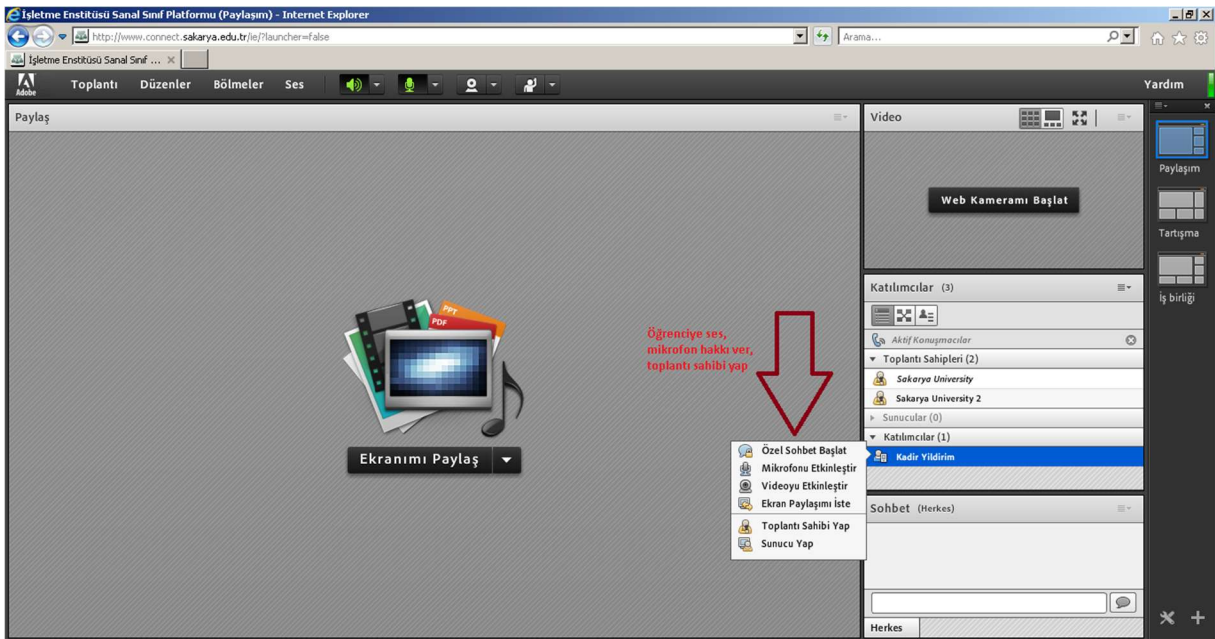 İşletme Enstitüsü Sanal Sınıf Platformu (Paylaşım) - Internet Explorer
http://www.connect.sakarya.edu.tr/ie/?launcher=false
Arama...
İşletme Enstitüsü Sanal Sınıf ...
Adobe
Toplantı Düzenler Bölmeler Ses
Yardım
Paylaş
Video
Web Kameramı Başlat
Paylaşım
Tartışma
İş birliği
Katılımcılar (3)
Aktif Konuşmacılar
Toplantı Sahipleri (2)
Sakarya University
Sakarya University 2
Sunucular (0)
Katılımcılar (1)
Kadir Yildirim
PPT
PDF
Ekranımı Paylaş
Öğrenciye ses,
mikrofon hakkı ver,
toplantı sahibi yap
Özel Sohbet Başlat
Mikrofonu Etkinleştir
Videoyu Etkinleştir
Ekran Paylaşımı İste
Toplantı Sahibi Yap
Sunucu Yap
Sohbet (Herkes)
Herkes